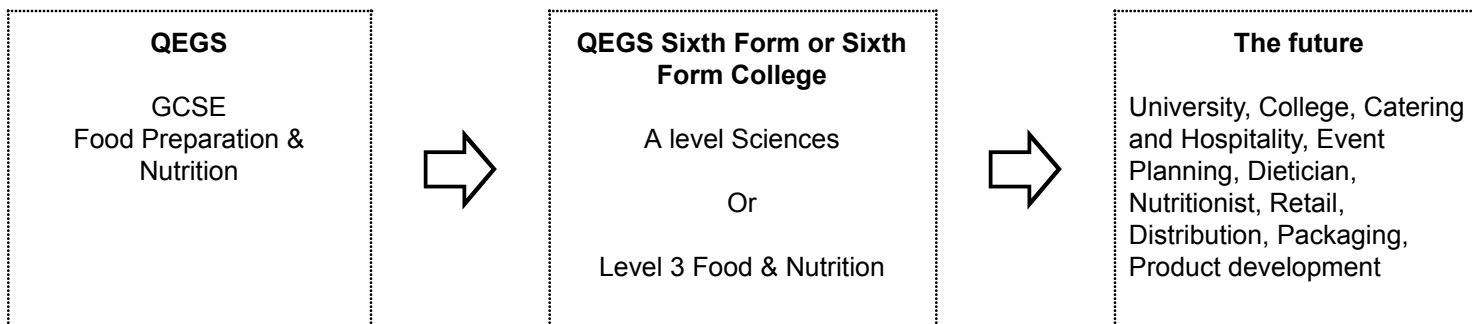 QEGS
GCSE
Food Preparation &
Nutrition
QEGS Sixth Form or Sixth
Form College
A level Sciences
Or
Level 3 Food & Nutrition
The future
University, College, Catering
and Hospitality, Event
Planning, Dietician,
Nutritionist, Retail,
Distribution, Packaging,
Product development